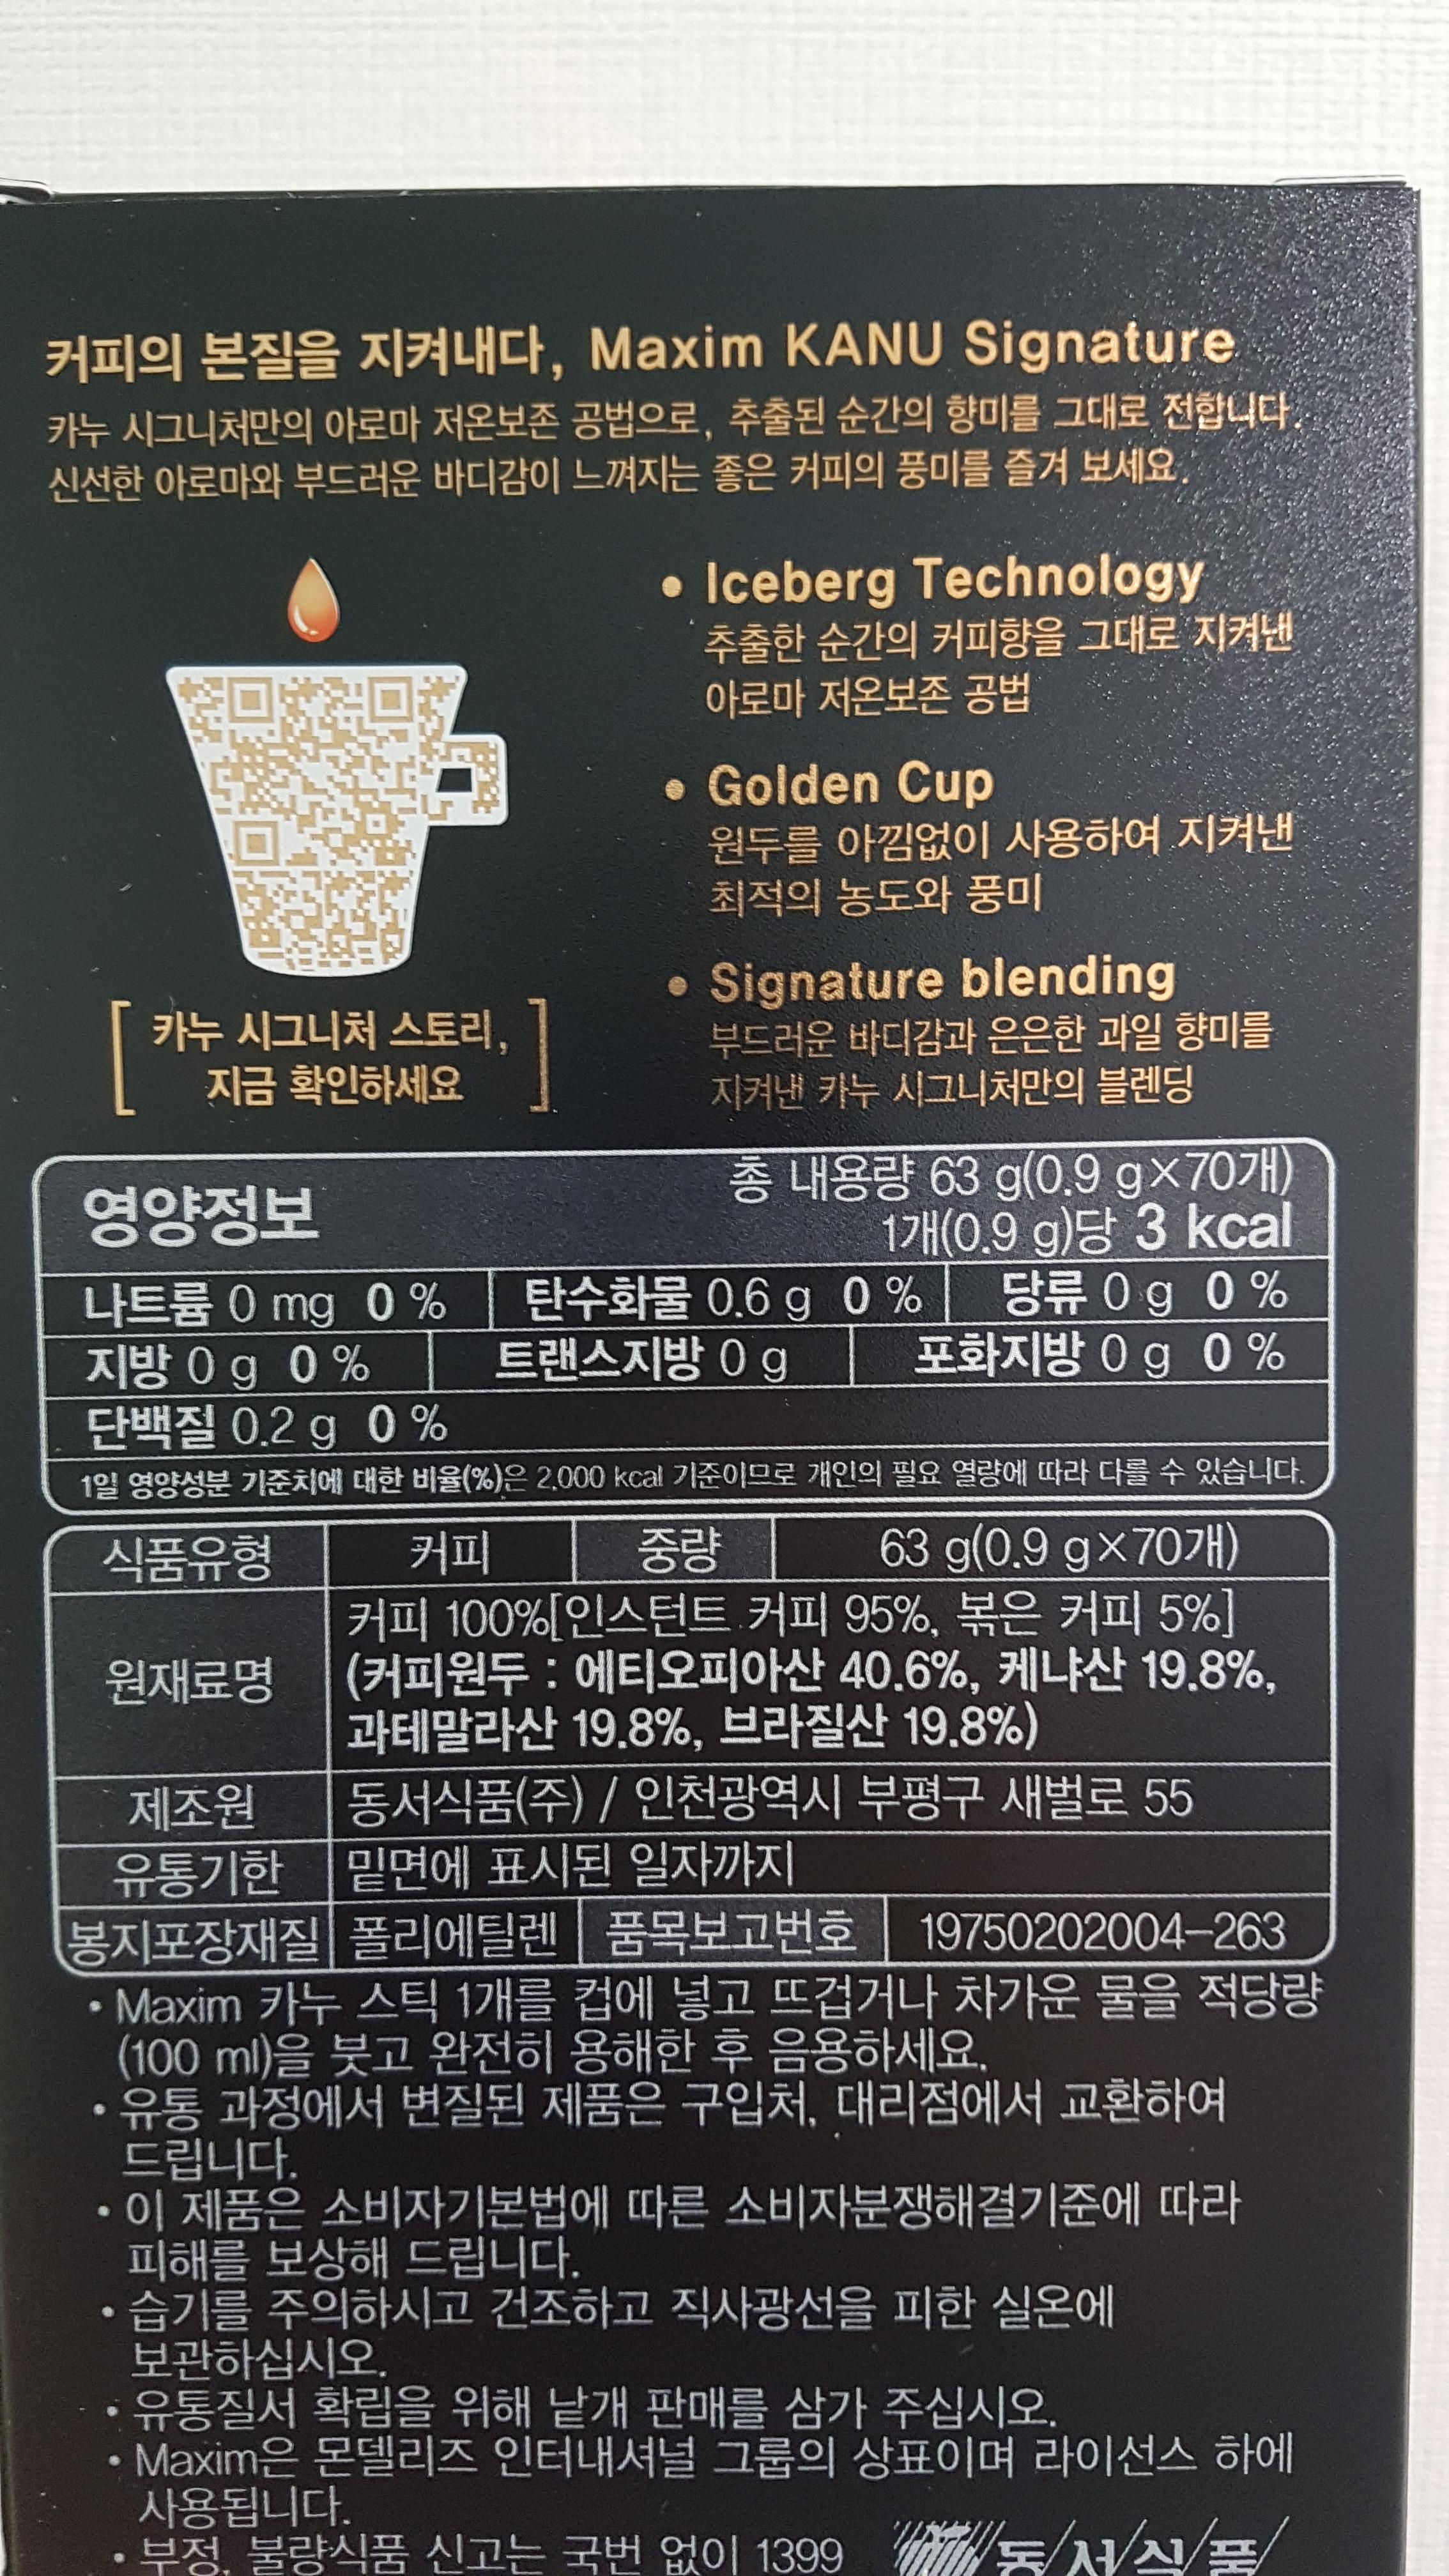 커피의 본질을 지켜내다, Maxim KANU Signature
카누 시그니처만의 아로마 저온보존 공법으로, 추출된 순간의 향미를 그대로 전합니다.
신선한 아로마와 부드러운 바디감이 느껴지는 좋은 커피의 풍미를 즐겨 보세요.
• Iceberg Technology
추출한 순간의 커피향을 그대로 지켜낸
아로마 저온보존 공법
• Golden Cup
원두를 아낌없이 사용하여 지켜낸
최적의 농도와 풍미
• Signature blending
부드러운 바디감과 은은한 과일 향미를
지켜낸 카누 시그니처만의 블렌딩
[ 카누 시그니처 스토리,
지금 확인하세요 ]
영양정보
총 내용량 63 g(0.9 g×70개)
1개(0.9 g)당 3 kcal
나트륨 0 mg 0 % 탄수화물 0.6 g 0 % 당류 0 g 0 %
지방 0 g 0 % 트랜스지방 0 g 포화지방 0 g 0 %
단백질 0.2 g 0 %
1일 영양성분 기준치에 대한 비율(%)은 2,000 kcal 기준이므로 개인의 필요 열량에 따라 다를 수 있습니다.
식품유형 커피 중량 63 g(0.9 g×70개)
원재료명
커피 100%[인스턴트 커피 95%, 볶은 커피 5%]
(커피원두 : 에티오피아산 40.6%, 케냐산 19.8%,
과테말라산 19.8%, 브라질산 19.8%)
제조원 동서식품(주) / 인천광역시 부평구 새벌로 55
유통기한 밑면에 표시된 일자까지
봉지포장재질 폴리에틸렌 품목보고번호 19750202004-263
• Maxim 카누 스틱 1개를 컵에 넣고 뜨겁거나 차가운 물을 적당량
(100 ml)을 붓고 완전히 용해한 후 음용하세요.
• 유통 과정에서 변질된 제품은 구입처, 대리점에서 교환하여
드립니다.
• 이 제품은 소비자기본법에 따른 소비자분쟁해결기준에 따라
피해를 보상해 드립니다.
• 습기를 주의하시고 건조하고 직사광선을 피한 실온에
보관하십시오.
• 유통질서 확립을 위해 낱개 판매를 삼가 주십시오.
• Maxim은 몬델리즈 인터내셔널 그룹의 상표이며 라이선스 하에
사용됩니다.
• 부정, 불량식품 신고는 국번 없이 1399
동서식품